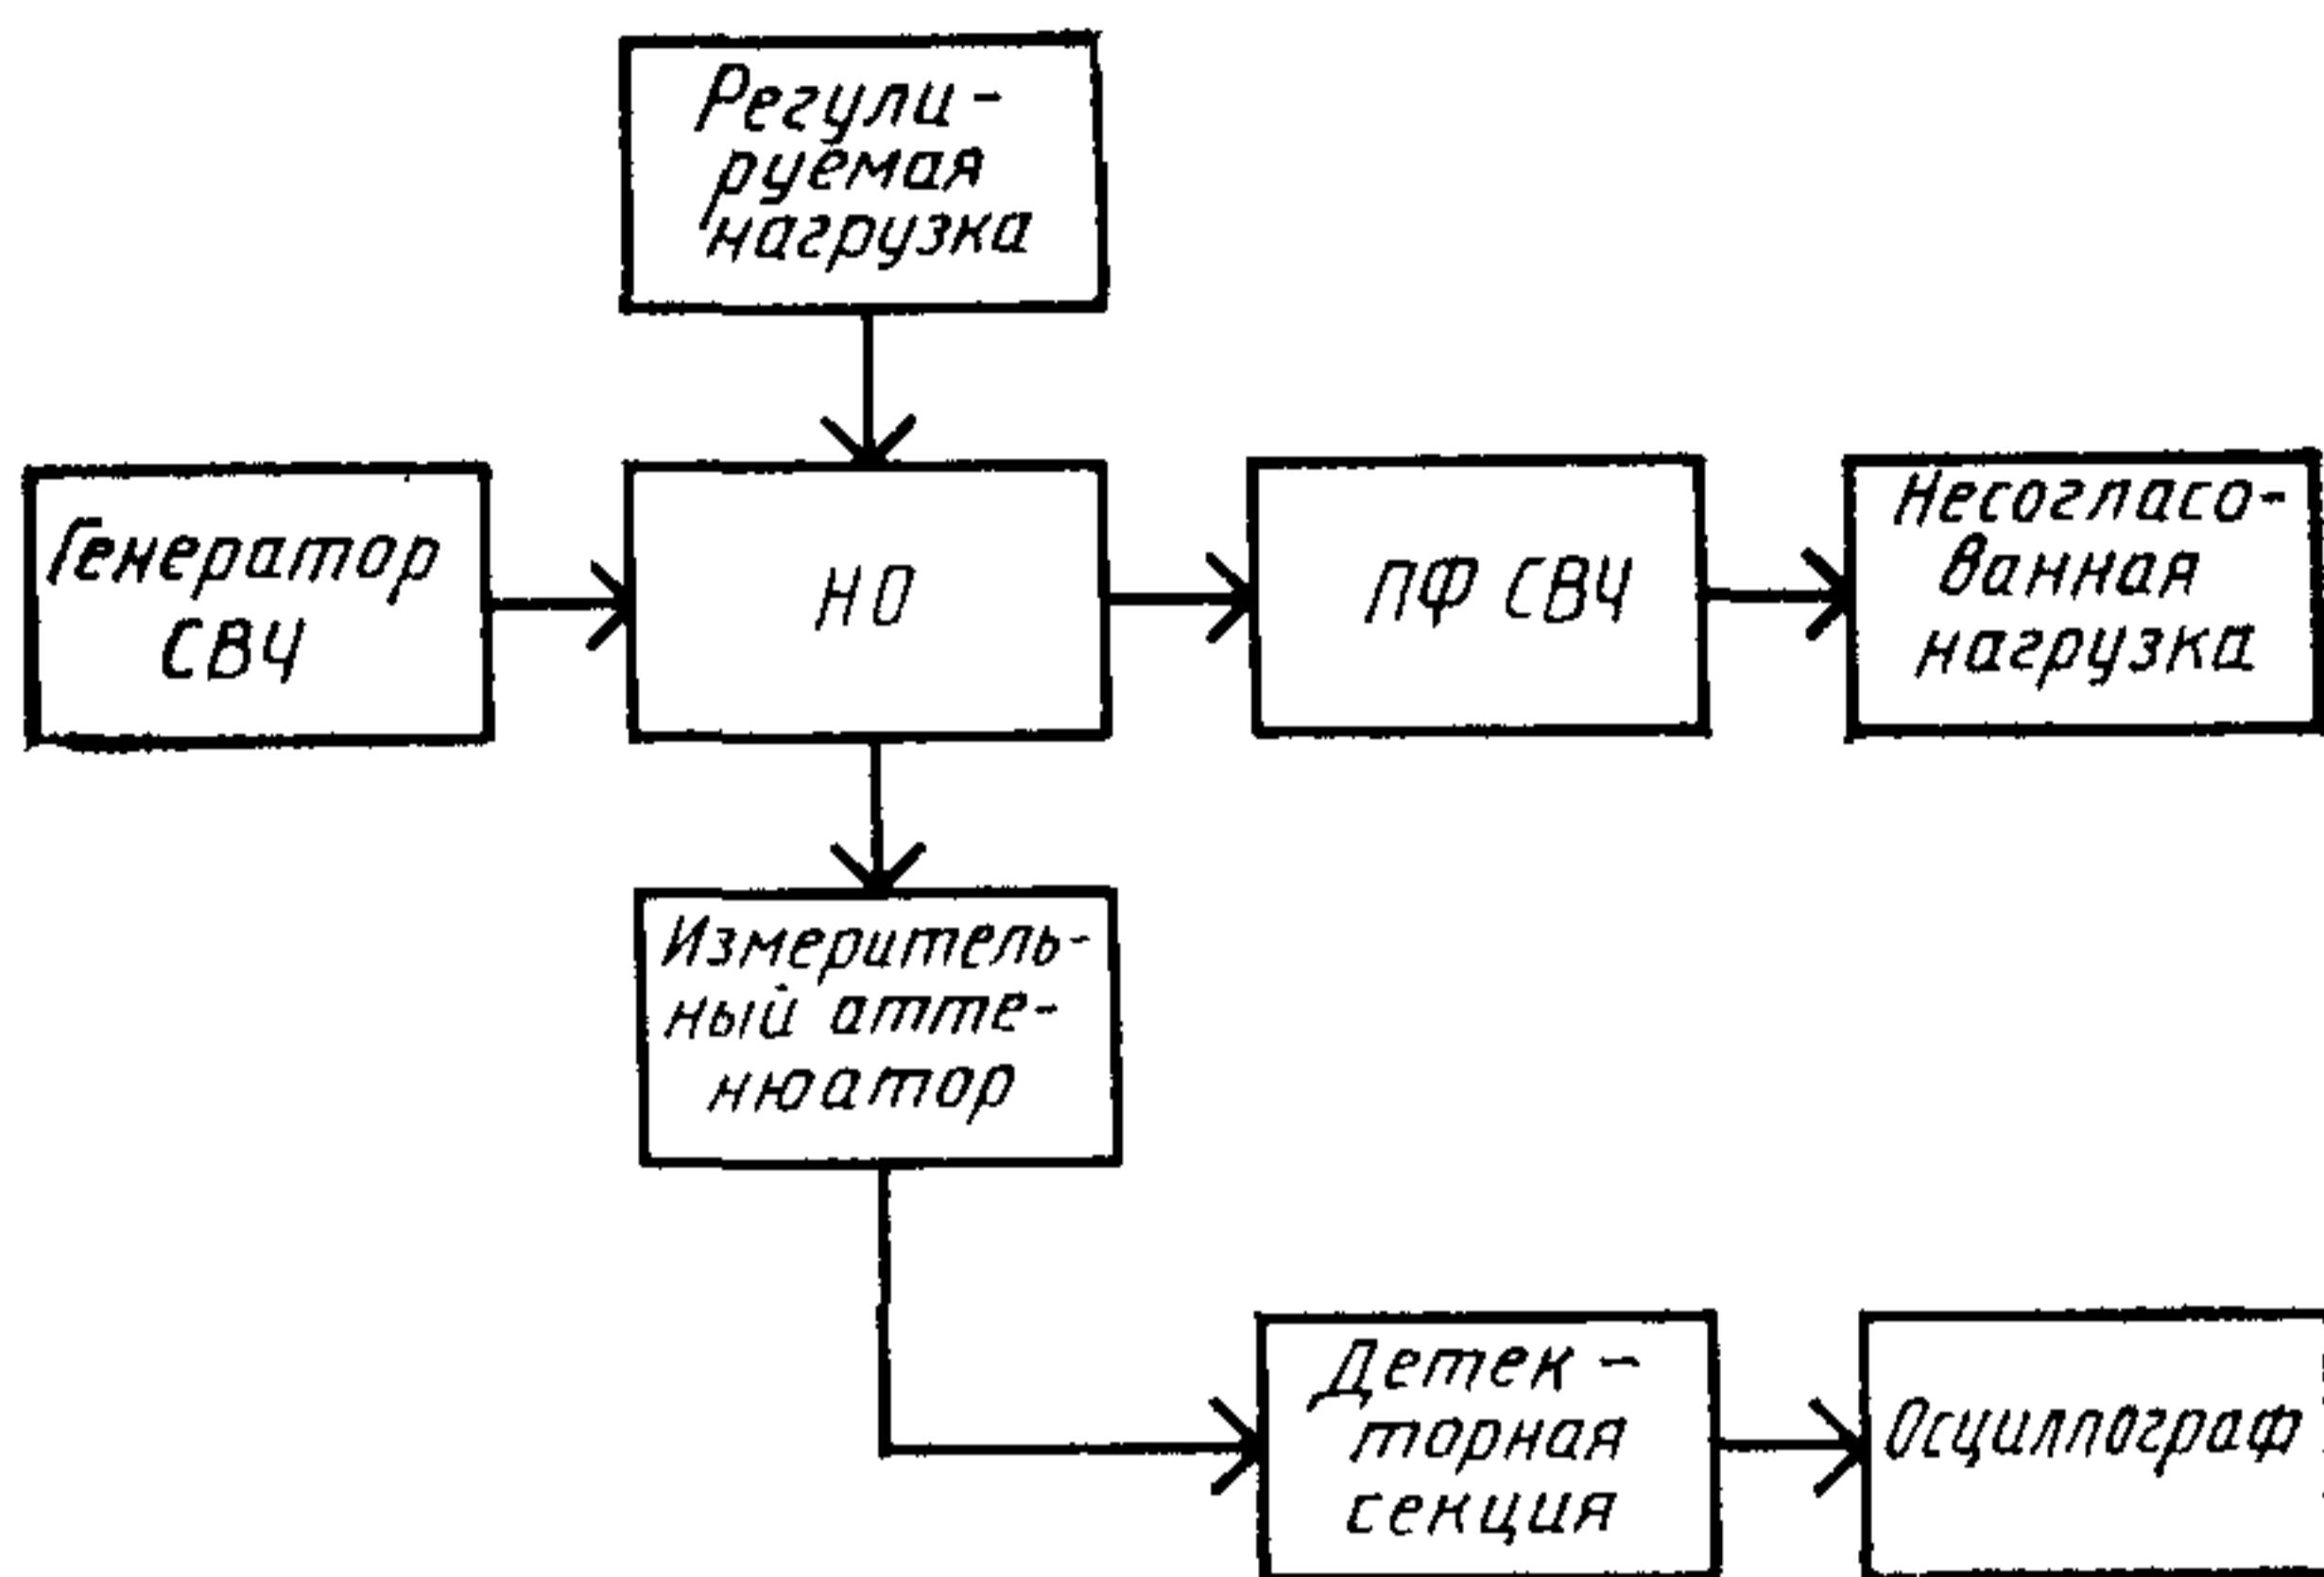 Регули-
руемая
нагрузка
Генератор
СВЧ
НО
ПФ СВЧ
Несогласо-
ванная
нагрузка
Измеритель-
ный атте-
нюатор
Детек-
торная
секция
Осциллограф